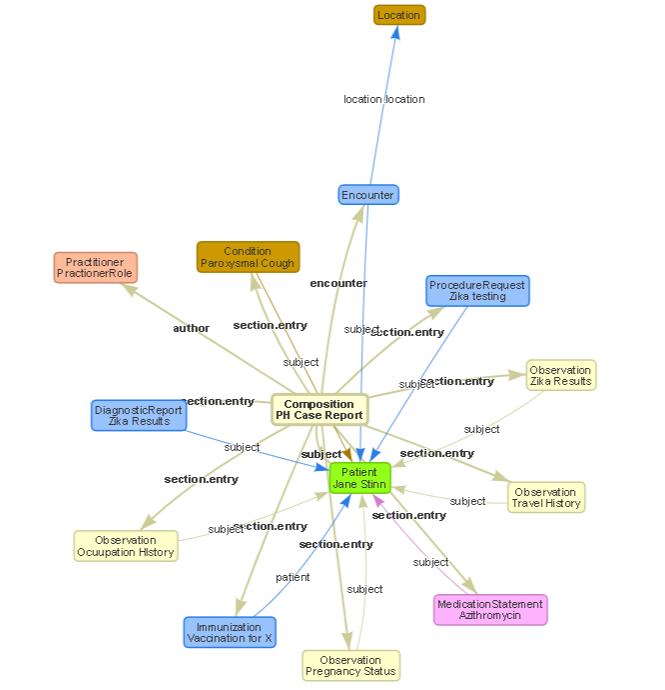 Location
location location
Encounter
Condition
Paroxysmal Cough
Practitioner
PractionerRole
encounter
ProcedureRequest
Zika testing
author
section.entry
subject
section.entry
subject
Observation
Zika Results
subject
section.entry
section.entry
Composition
PH Case Report
DiagnosticReport
Zika Results
subject
subject
subject
section.entry
section.entry
Patient
Jane Stinn
Observation
Travel History
subject
section.entry
subject
section.entry
section.entry
Observation
Ocuupation HIstory
subject
patient
subject
MedicationStatement
Azithromycin
Immunization
Vaccination for X
Observation
Pregnancy Status